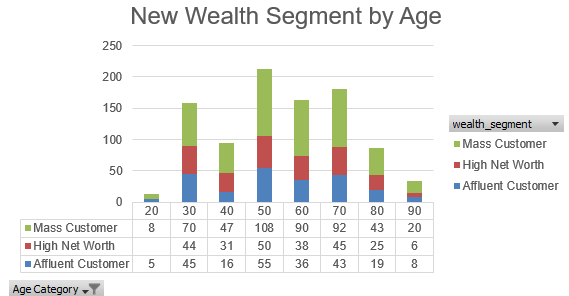 New Wealth Segment by Age
250
200
150
100
50
0
20 30 40 50 60 70 80 90
Mass Customer 8 70 47 108 90 92 43 20
High Net Worth 44 31 50 38 45 25 6
Affluent Customer 5 45 16 55 36 43 19 8
wealth_segment
Mass Customer
High Net Worth
Affluent Customer
Age Category